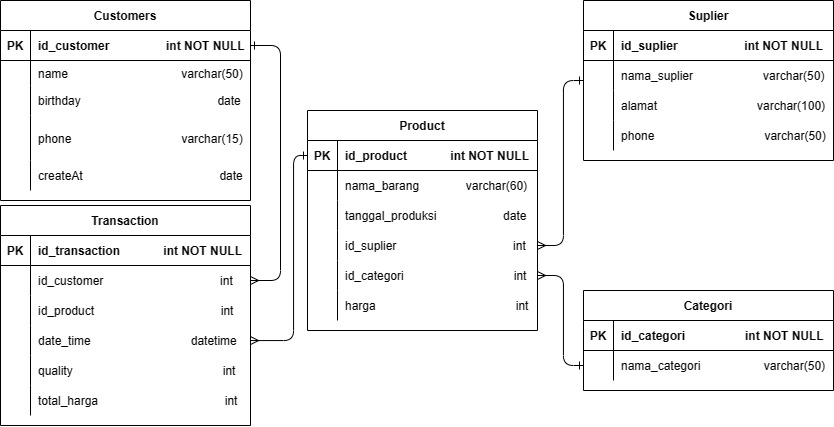 Customers
PK id_customer int NOT NULL
name varchar(50)
birthday date
phone varchar(15)
createAt date
Transaction
PK id_transaction int NOT NULL
id_customer int
id_product int
date_time datetime
quality int
total_harga int
Product
PK id_product int NOT NULL
nama_barang varchar(60)
tanggal_produksi date
id_suplier int
id_categori int
harga int
Suplier
PK id_suplier int NOT NULL
nama_suplier varchar(50)
alamat varchar(100)
phone varchar(50)
Categori
PK id_categori int NOT NULL
nama_categori varchar(50)